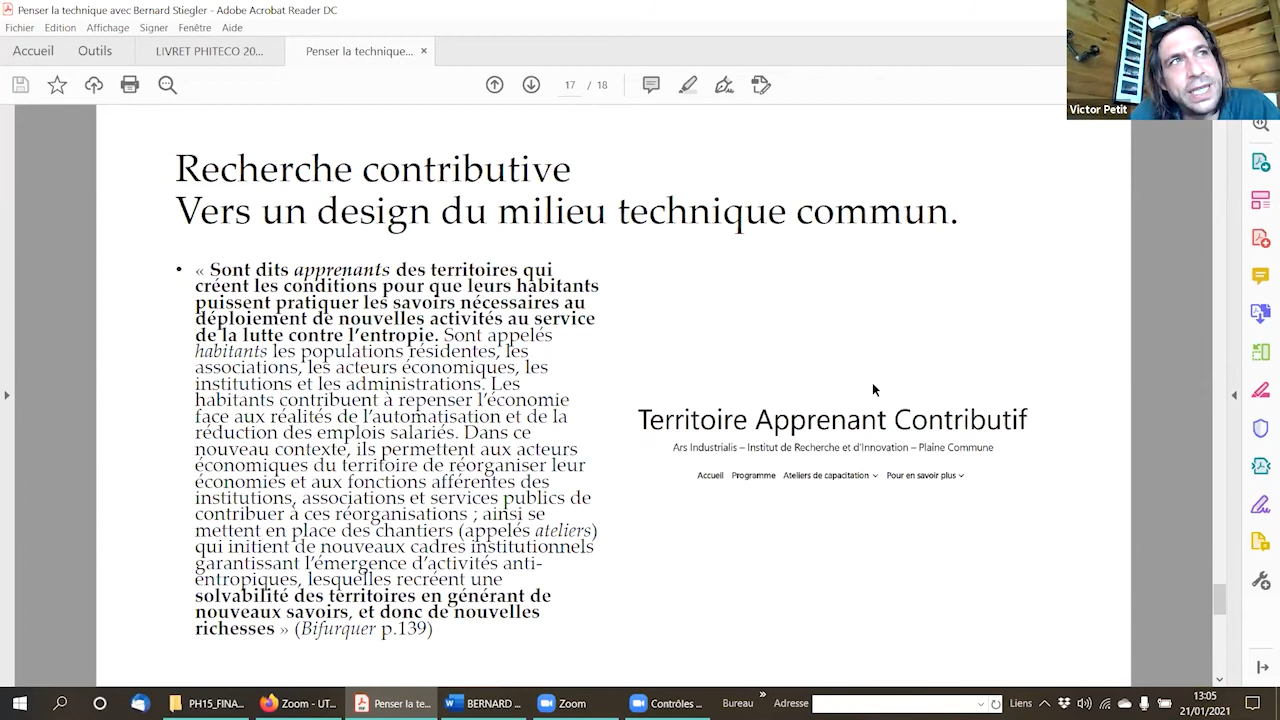 Penser la technique avec Bernard Stiegler - Adobe Acrobat Reader DC
Fichier Edition Affichage Signer Fenêtre Aide
Accueil Outils LIVRET PHITECO 20... Penser la technique... ×
17 / 18
Victor Petit
Recherche contributive
Vers un design du milieu technique commun.
• « Sont dits apprenants des territoires qui
créent les conditions pour que leurs habitants
puissent pratiquer les savoirs nécessaires au
déploiement de nouvelles activités au service
de la lutte contre l’entropie. Sont appelés
habitants les populations résidentes, les
associations, les acteurs économiques, les
institutions et les administrations. Les
habitants contribuent à repenser l’économie
face aux réalités de l’automatisation et de la
réduction des emplois salariés. Dans ce
nouveau contexte, ils permettent aux acteurs
économiques du territoire de réorganiser leur
économies et aux fonctions afférentes des
institutions, associations et services publics de
contribuer à ces réorganisations ; ainsi se
mettent en place des chantiers (appelés ateliers)
qui initient de nouveaux cadres institutionnels
garantissant l’émergence d’activités anti-
entropiques, lesquelles recréent une
solvabilité des territoires en générant de
nouveaux savoirs, et donc de nouvelles
richesses » (Bifurquer p.139)
Territoire Apprenant Contributif
Ars Industrialis – Institut de Recherche et d'Innovation – Plaine Commune
Accueil Programme Ateliers de capacitation Pour en savoir plus
PH15_FINA... Zoom - UT... Penser la te... BERNARD ... Zoom Contrôles ... Bureau » Adresse Liens 13:05
21/01/2021